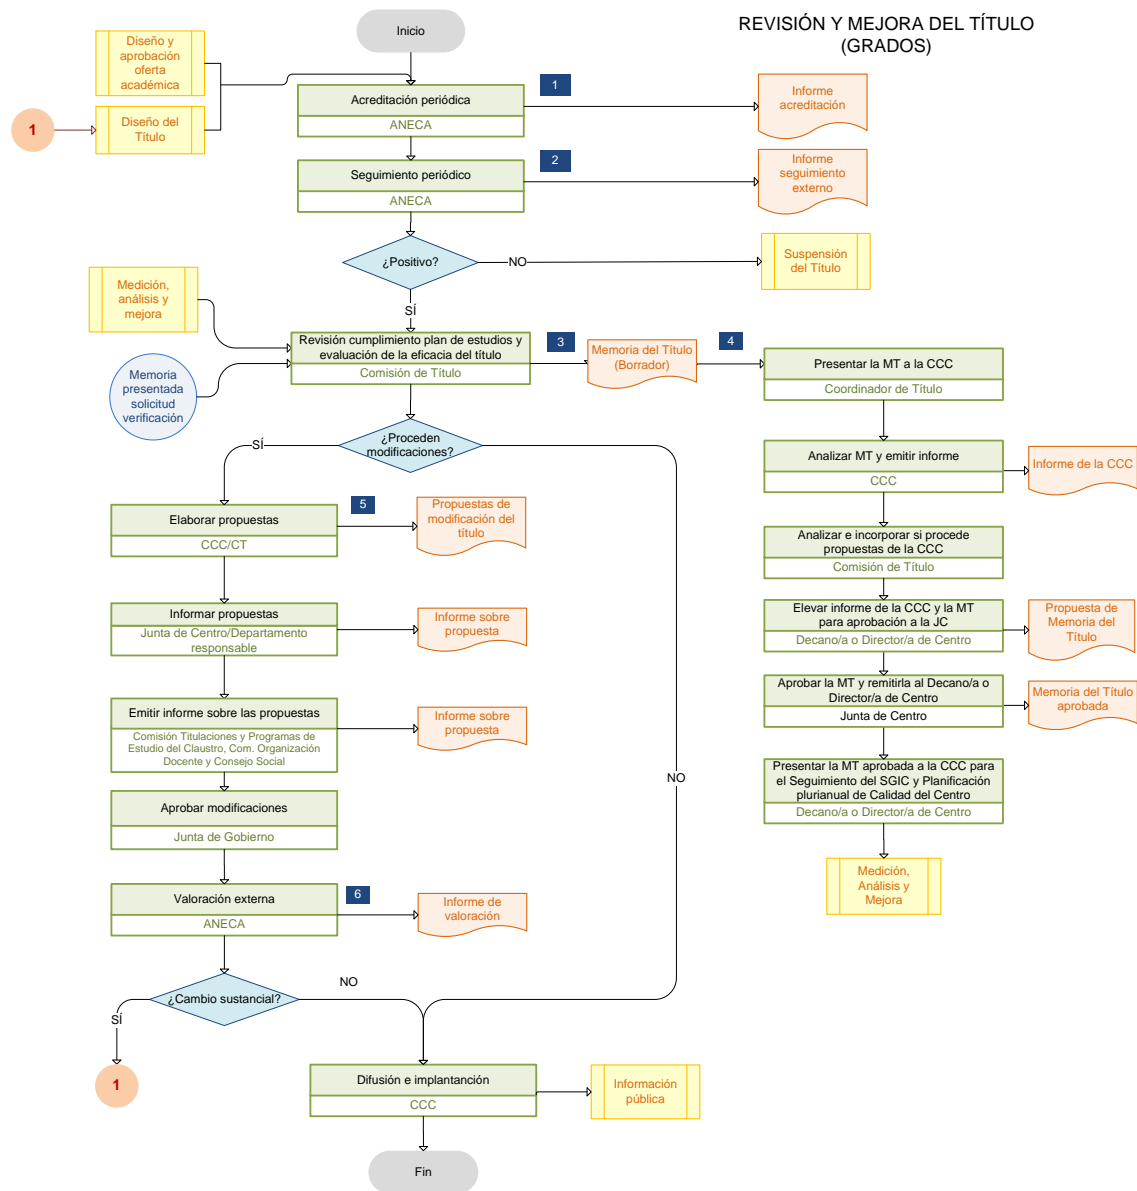 REVISIÓN Y MEJORA DEL TÍTULO
(GRADOS)
Inicio
Diseño y
aprobación
oferta
académica
1
Diseño del
Título
1
Acreditación periódica
ANECA
Informe
acreditación
2
Seguimiento periódico
ANECA
Informe
seguimiento
externo
¿Positivo?
NO
Suspensión
del Título
SÍ
Medición,
análisis y
mejora
Memoria
presentada
solicitud
verificación
Revisión cumplimiento plan de estudios y
evaluación de la eficacia del título
Comisión de Título
3
Memoria del Título
(Borrador)
4
Presentar la MT a la CCC
Coordinador de Título
¿Proceden
modificaciones?
SÍ
NO
Analizar MT y emitir informe
CCC
Informe de la CCC
Elaborar propuestas
CCC/CT
5
Propuestas de
modificación del
título
Analizar e incorporar si procede
propuestas de la CCC
Comisión de Título
Informar propuestas
Junta de Centro/Departamento
responsable
Informe sobre
propuesta
Elevar informe de la CCC y la MT
para aprobación a la JC
Decano/a o Director/a de Centro
Propuesta de
Memoria del
Título
Emitir informe sobre las propuestas
Comisión Titulaciones y Programas de
Estudio del Claustro, Com. Organización
Docente y Consejo Social
Informe sobre
propuesta
Aprobar la MT y remitirla al Decano/a o
Director/a de Centro
Junta de Centro
Memoria del Título
aprobada
Aprobar modificaciones
Junta de Gobierno
Presentar la MT aprobada a la CCC para
el Seguimiento del SGIC y Planificación
plurianual de Calidad del Centro
Decano/a o Director/a de Centro
Valoración externa
ANECA
6
Informe de
valoración
Medición,
Análisis y
Mejora
¿Cambio sustancial?
NO
SÍ
1
Difusión e implantanción
CCC
Información
pública
Fin